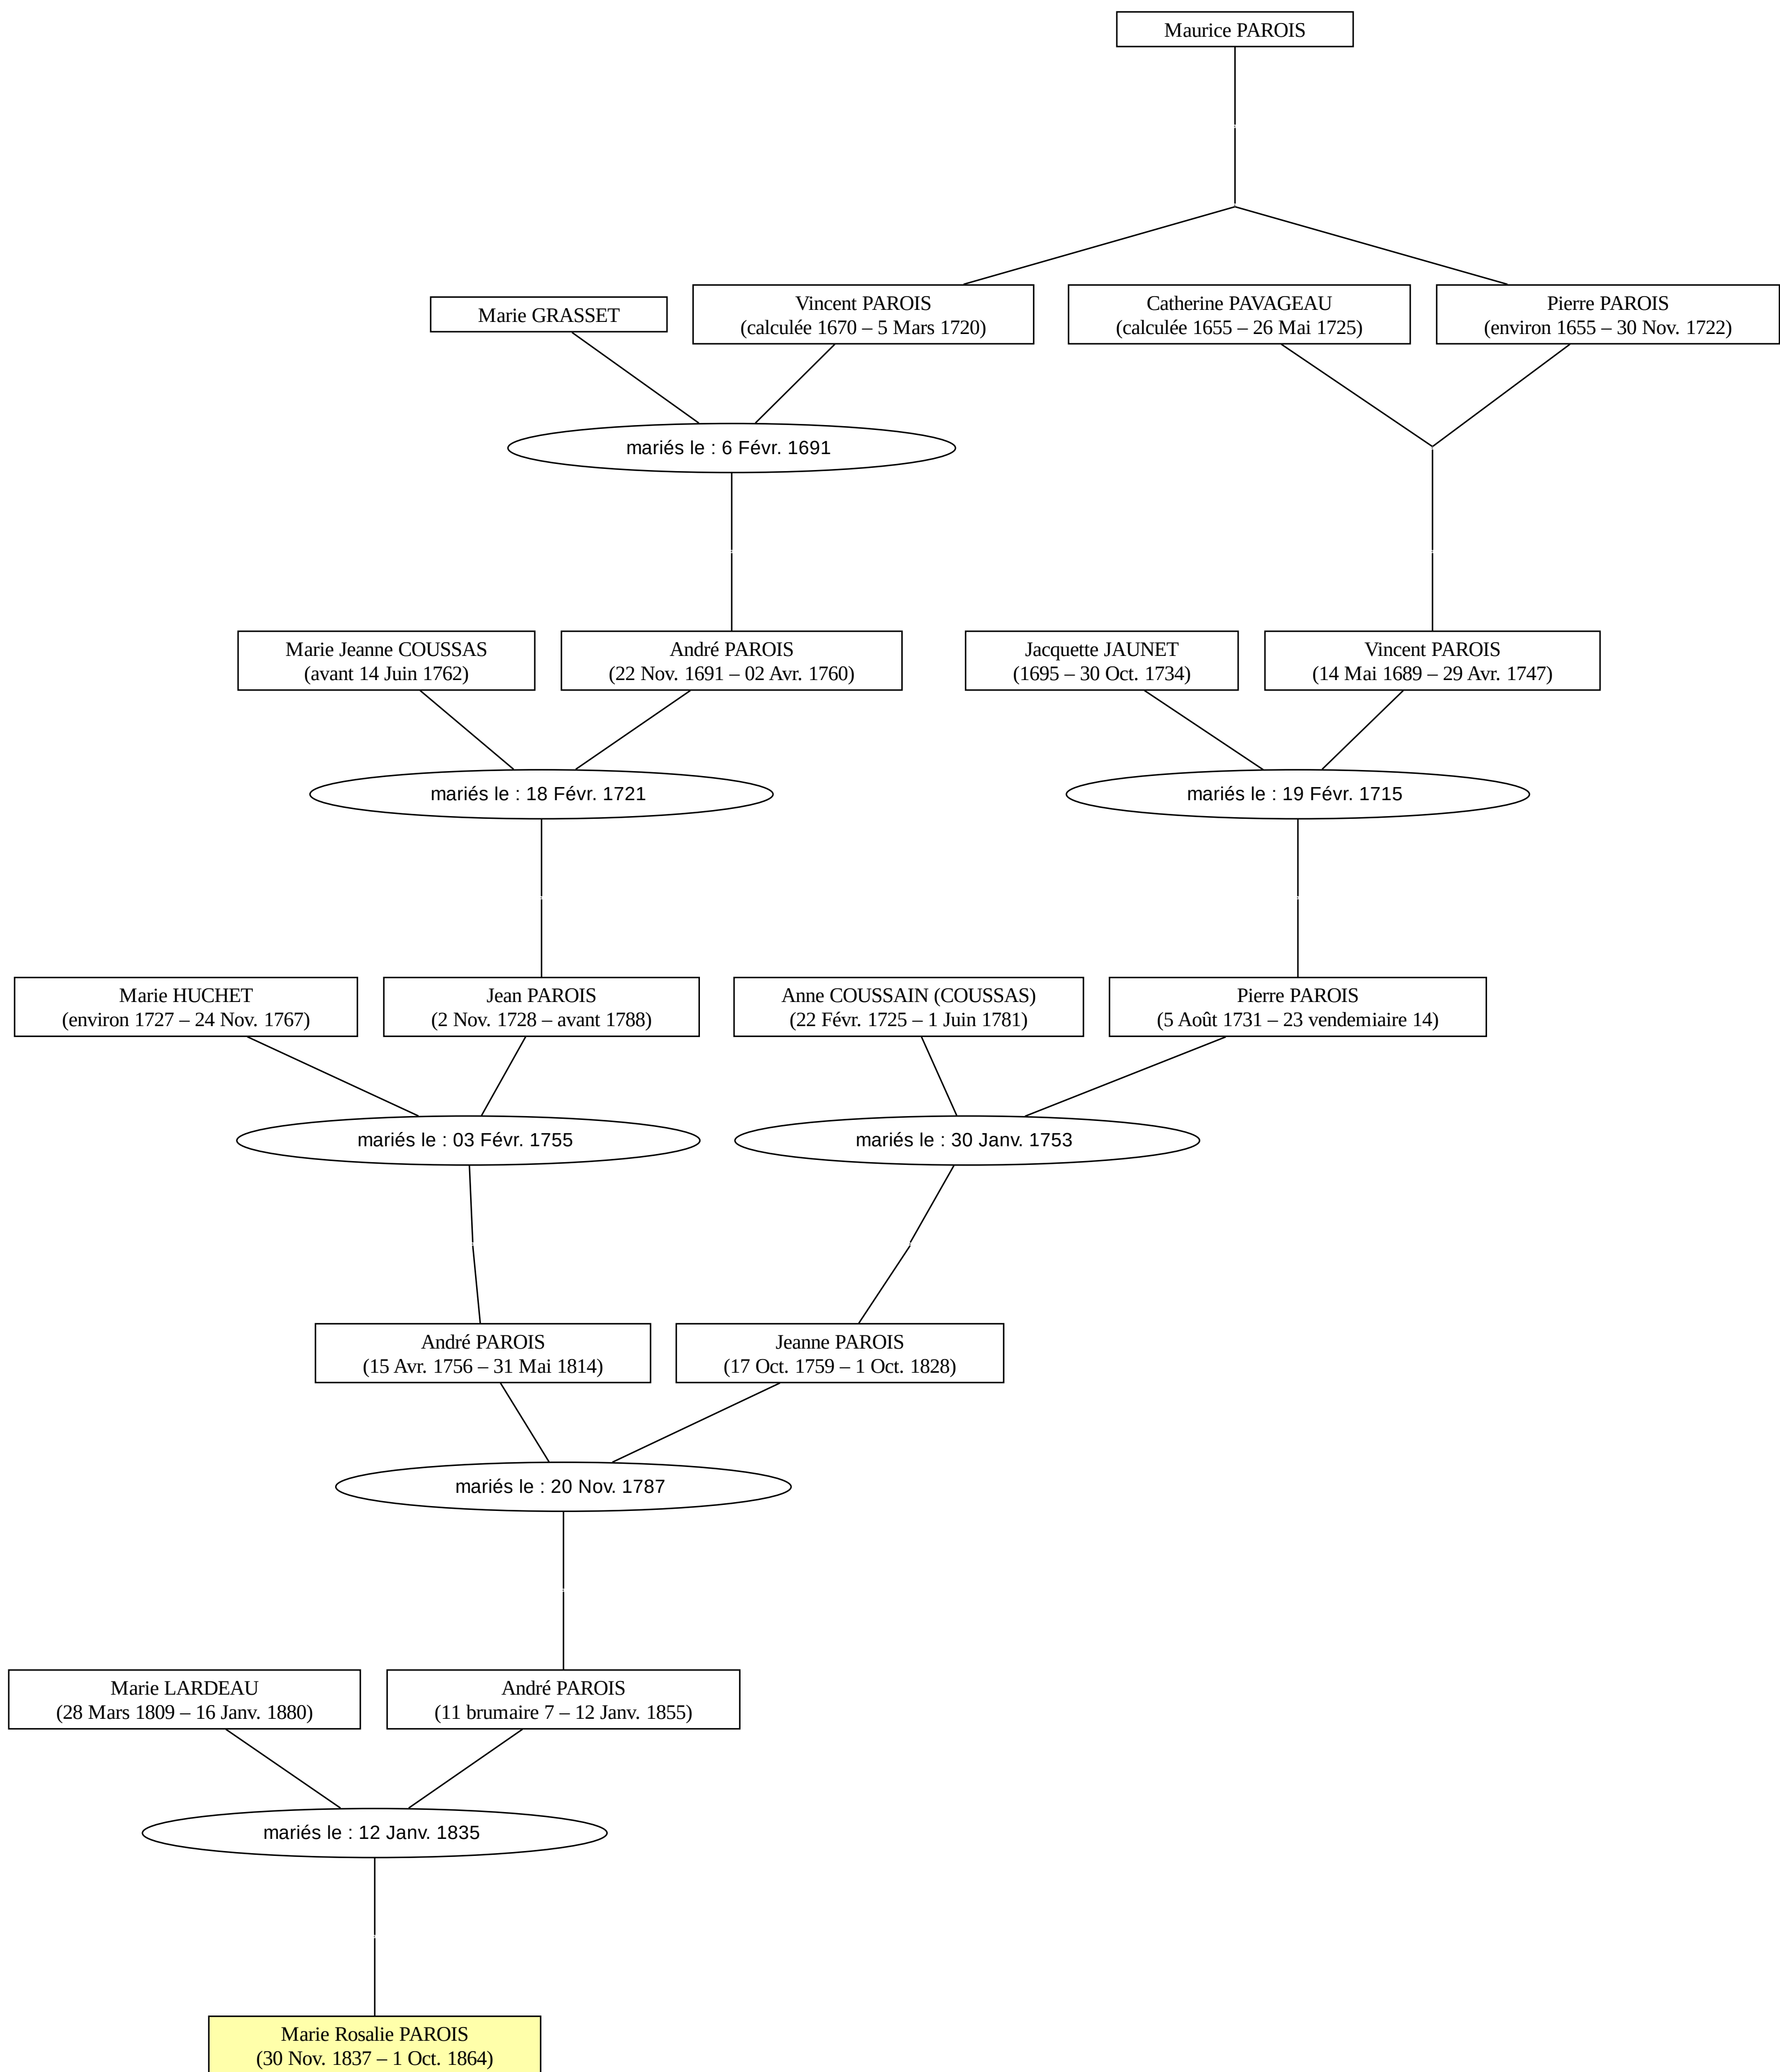 Maurice PAROIS
Marie GRASSET
Vincent PAROIS
(calculée 1670 – 5 Mars 1720)
Catherine PAVAGEAU
(calculée 1655 – 26 Mai 1725)
Pierre PAROIS
(environ 1655 – 30 Nov. 1722)
mariés le : 6 Févr. 1691
Marie Jeanne COUSSAS
(avant 14 Juin 1762)
André PAROIS
(22 Nov. 1691 – 02 Avr. 1760)
Jacquette JAUNET
(1695 – 30 Oct. 1734)
Vincent PAROIS
(14 Mai 1689 – 29 Avr. 1747)
mariés le : 18 Févr. 1721
mariés le : 19 Févr. 1715
Marie HUCHET
(environ 1727 – 24 Nov. 1767)
Jean PAROIS
(2 Nov. 1728 – avant 1788)
Anne COUSSAIN (COUSSAS)
(22 Févr. 1725 – 1 Juin 1781)
Pierre PAROIS
(5 Août 1731 – 23 vendemiaire 14)
mariés le : 03 Févr. 1755
mariés le : 30 Janv. 1753
André PAROIS
(15 Avr. 1756 – 31 Mai 1814)
Jeanne PAROIS
(17 Oct. 1759 – 1 Oct. 1828)
mariés le : 20 Nov. 1787
Marie LARDEAU
(28 Mars 1809 – 16 Janv. 1880)
André PAROIS
(11 brumaire 7 – 12 Janv. 1855)
mariés le : 12 Janv. 1835
Marie Rosalie PAROIS
(30 Nov. 1837 – 1 Oct. 1864)